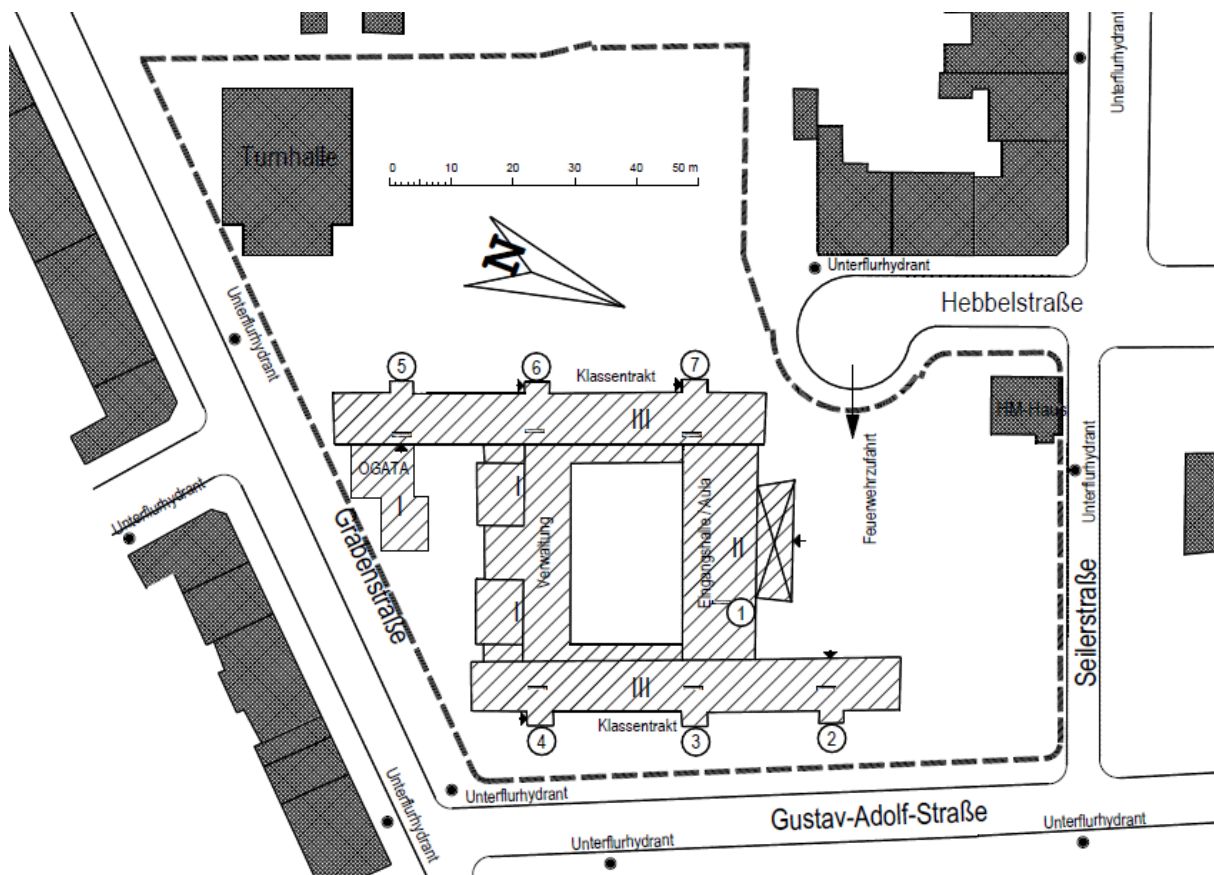 Unterflurhydrant
Turnhalle
0 10 20 30 40 50 m
N
Unterflurhydrant
Unterflurhydrant
Hebbelstraße
5
6
7
Klassentrakt
III
HM-Haus
OGATA
I
I
I
Verwaltung
Eingangshalle / Aula
II
1
Feuerwehrzufahrt
Unterflurhydrant
Unterflurhydrant
Grabenstraße
Seilerstraße
III
Klassentrakt
4
3
2
Unterflurhydrant
Unterflurhydrant
Gustav-Adolf-Straße
Unterflurhydrant
Unterflurhydrant